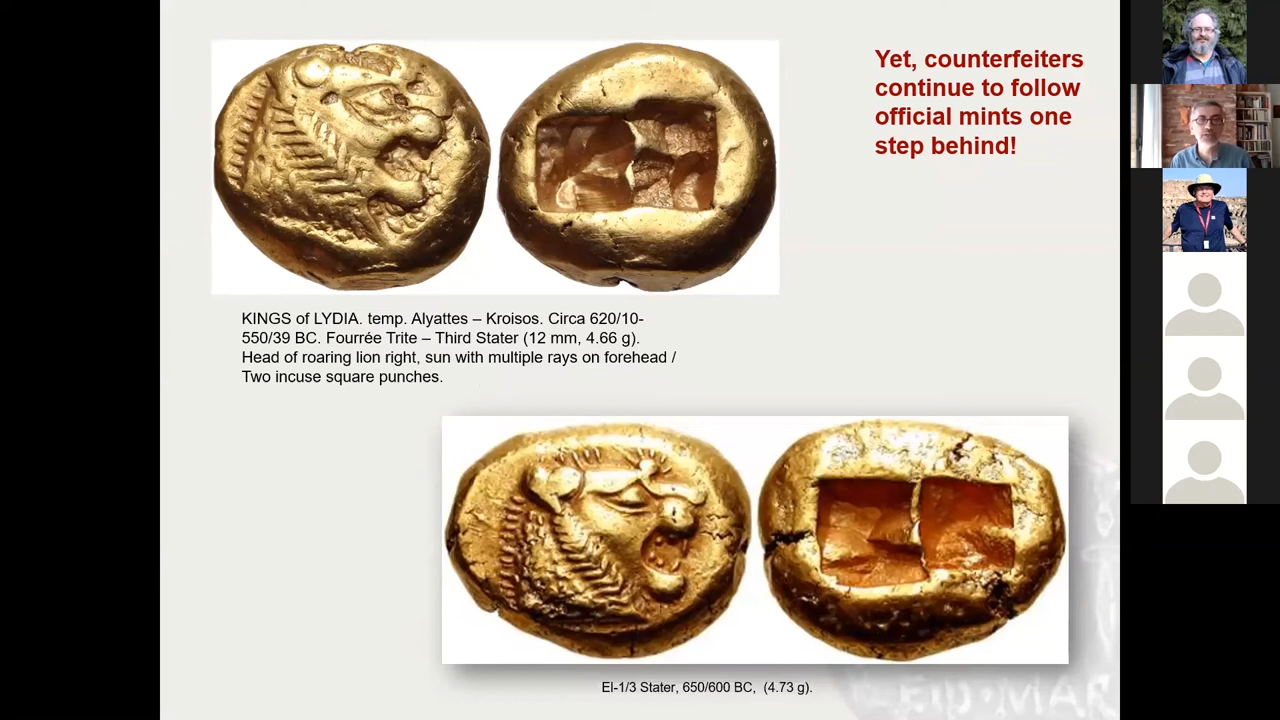 Yet, counterfeiters
continue to follow
official mints one
step behind!
KINGS of LYDIA. temp. Alyattes – Kroisos. Circa 620/10-
550/39 BC. Fourrée Trite – Third Stater (12 mm, 4.66 g).
Head of roaring lion right, sun with multiple rays on forehead /
Two incuse square punches.
El-1/3 Stater, 650/600 BC, (4.73 g).